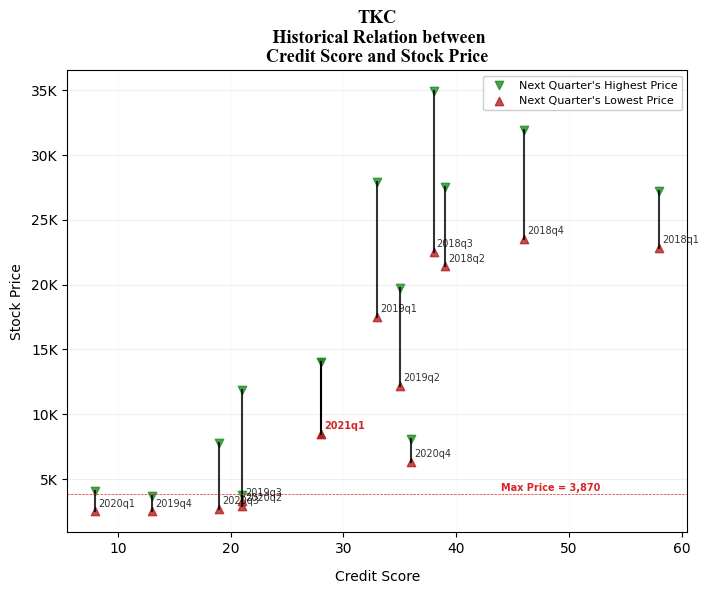 TKC
Historical Relation between
Credit Score and Stock Price
Next Quarter's Highest Price
Next Quarter's Lowest Price
35K
30K
25K
20K
15K
10K
5K
Stock Price
2018q3
2018q2
2018q4
2018q1
2019q1
2019q2
2021q1
2020q4
Max Price = 3,870
2020q1
2019q4
2020q3
2019q3
2020q2
10
20
30
40
50
60
Credit Score